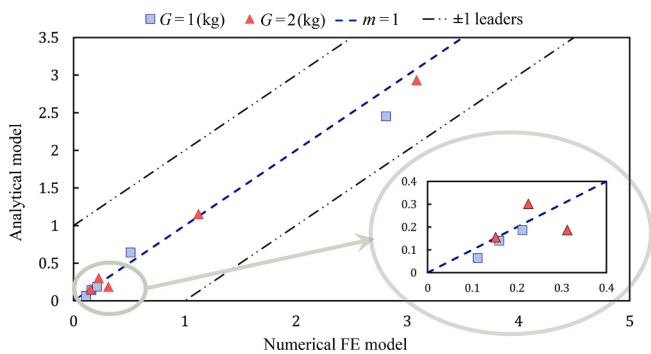 G=1(kg) G=2(kg) m=1 ±1 leaders
3.5
3
2.5
2
1.5
1
0.5
0
Analytical model
0 1 2 3 4 5
Numerical FE model
0.4
0.3
0.2
0.1
0
0 0.1 0.2 0.3 0.4